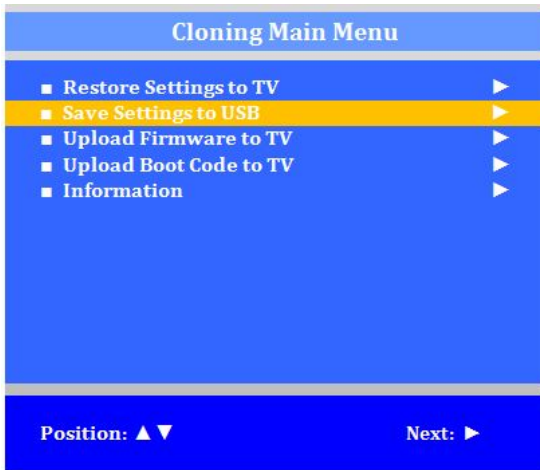 Cloning Main Menu
■ Restore Settings to TV ►
■ Save Settings to USB ►
■ Upload Firmware to TV ►
■ Upload Boot Code to TV ►
■ Information ►
Position: ▲▼ Next: ►